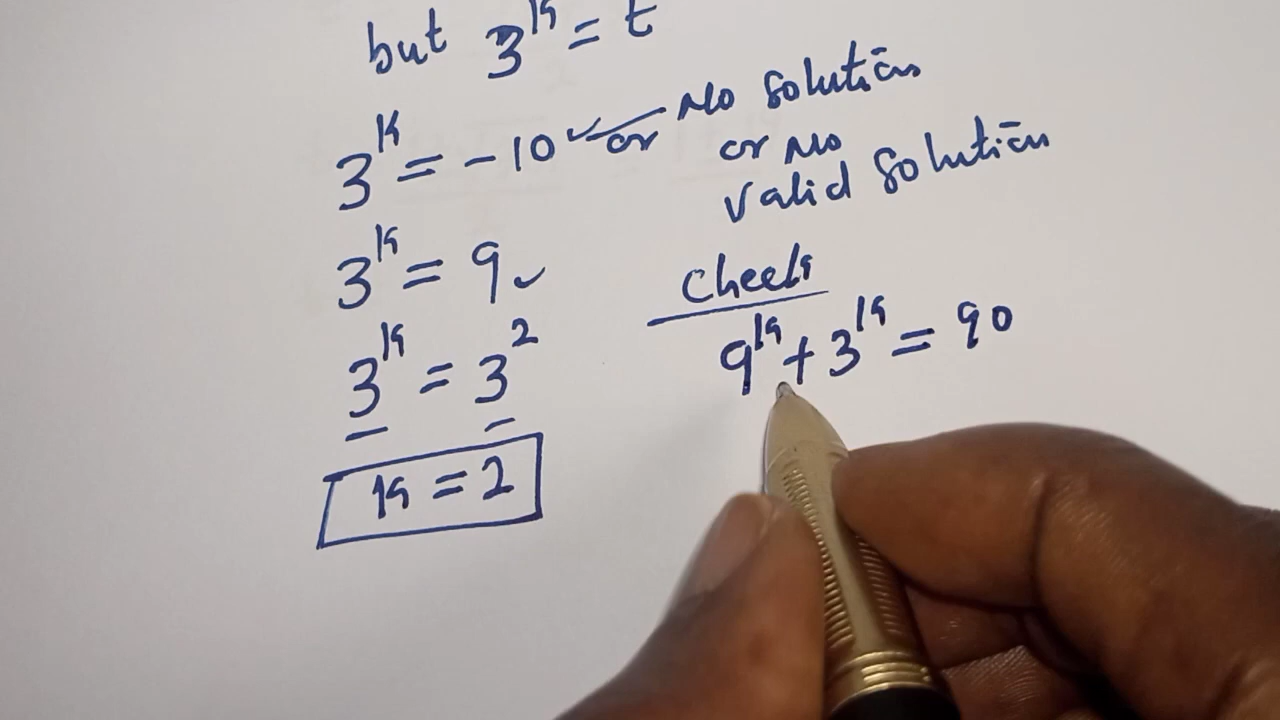 but 3^k = t
3^k = -10 ✓ or No solution
or No
valid solution
3^k = 9 ✓
3^k = 3^2
k = 2
Check
9^k + 3^k = 90